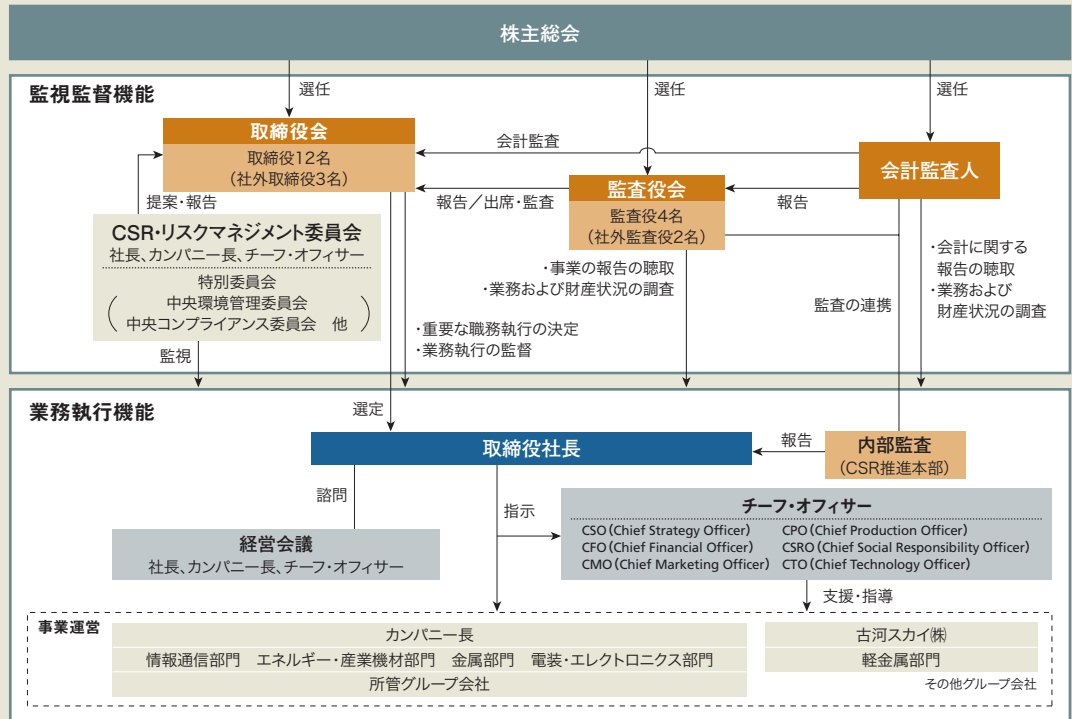 株主総会
監視監督機能
選任
選任
選任
取締役会
取締役12名
(社外取締役3名)
会計監査
会計監査人
監査役会
監査役4名
(社外監査役2名)
報告／出席・監査
報告
提案・報告
CSR・リスクマネジメント委員会
社長、カンパニー長、チーフ・オフィサー
特別委員会
中央環境管理委員会
中央コンプライアンス委員会　他
・事業の報告の聴取
・業務および財産状況の調査
・会計に関する
報告の聴取
・業務および
財産状況の調査
監査の連携
・重要な職務執行の決定
・業務執行の監督
監視
業務執行機能
選定
取締役社長
報告
内部監査
(CSR推進本部)
諮問
指示
経営会議
社長、カンパニー長、チーフ・オフィサー
チーフ・オフィサー
CSO（Chief Strategy Officer）
CPO（Chief Production Officer）
CFO（Chief Financial Officer）
CSRO（Chief Social Responsibility Officer）
CMO（Chief Marketing Officer）
CTO（Chief Technology Officer）
支援・指導
事業運営
カンパニー長
情報通信部門　エネルギー・産業機材部門　金属部門　電装・エレクトロニクス部門
所管グループ会社
古河スカイ㈱
軽金属部門
その他グループ会社